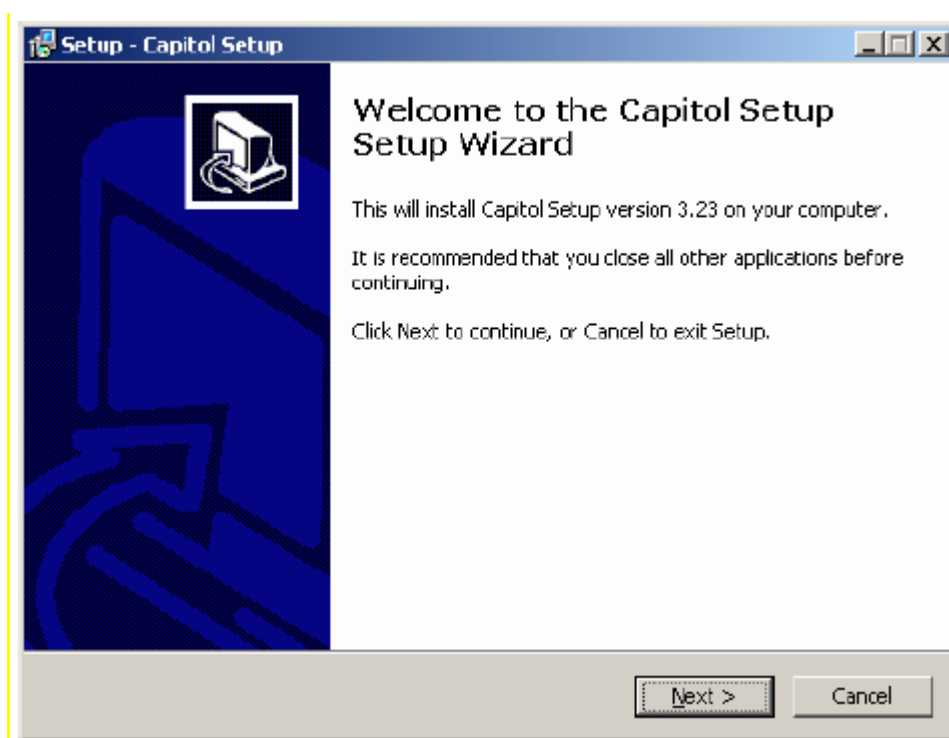 Setup - Capitol Setup
Welcome to the Capitol Setup
Setup Wizard
This will install Capitol Setup version 3.23 on your computer.
It is recommended that you close all other applications before
continuing.
Click Next to continue, or Cancel to exit Setup.
Next >
Cancel